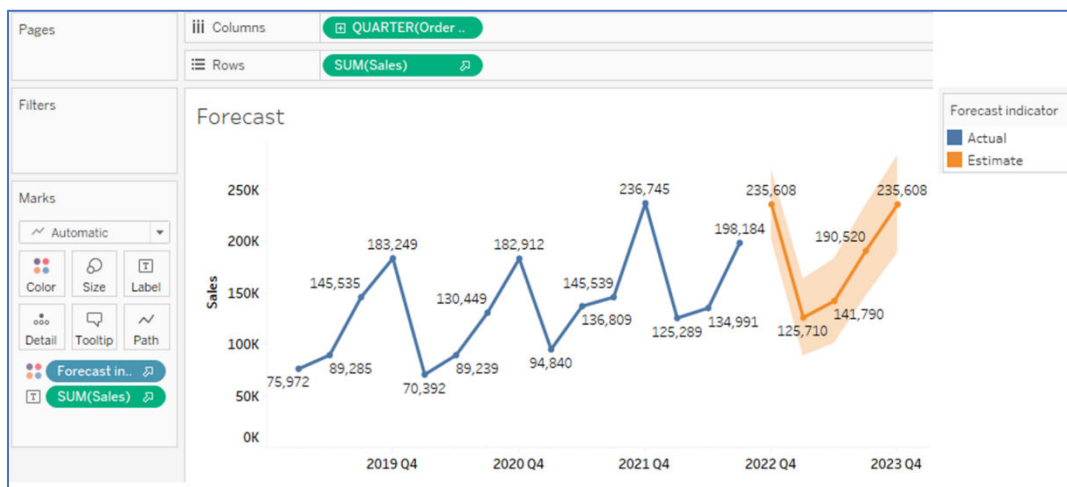 Pages
Columns
QUARTER(Order ..
Rows
SUM(Sales)
Filters
Forecast
Forecast indicator
Actual
Estimate
Marks
Automatic
Color Size Label
Detail Tooltip Path
Forecast in..
SUM(Sales)
Sales
250K
200K
150K
100K
50K
0K
75,972
89,285
145,535
183,249
70,392
89,239
130,449
182,912
94,840
136,809
145,539
236,745
125,289
134,991
198,184
235,608
125,710
141,790
190,520
235,608
2019 Q4 2020 Q4 2021 Q4 2022 Q4 2023 Q4